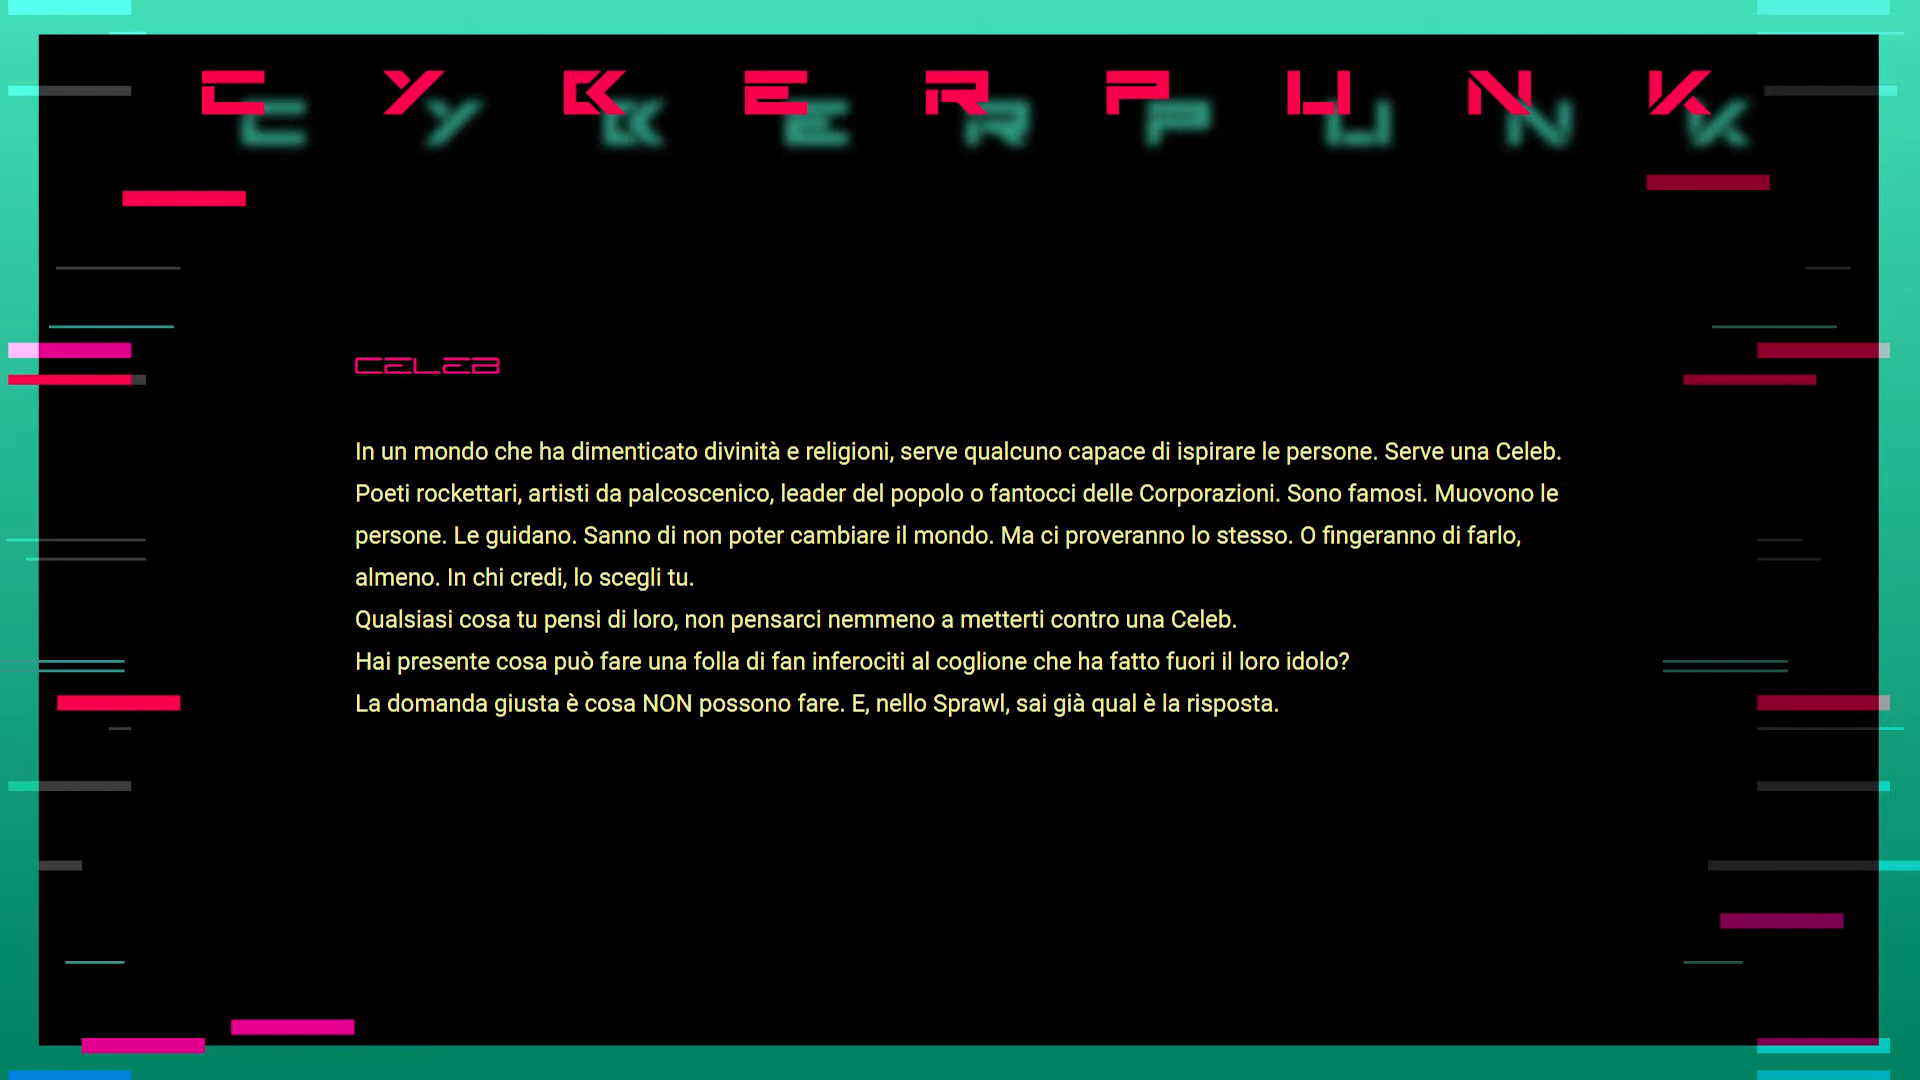 CYBERPUNK
CELEB
In un mondo che ha dimenticato divinità e religioni, serve qualcuno capace di ispirare le persone. Serve una Celeb.
Poeti rockettari, artisti da palcoscenico, leader del popolo o fantocci delle Corporazioni. Sono famosi. Muovono le
persone. Le guidano. Sanno di non poter cambiare il mondo. Ma ci proveranno lo stesso. O fingeranno di farlo,
almeno. In chi credi, lo scegli tu.
Qualsiasi cosa tu pensi di loro, non pensarci nemmeno a metterti contro una Celeb.
Hai presente cosa può fare una folla di fan inferociti al coglione che ha fatto fuori il loro idolo?
La domanda giusta è cosa NON possono fare. E, nello Sprawl, sai già qual è la risposta.